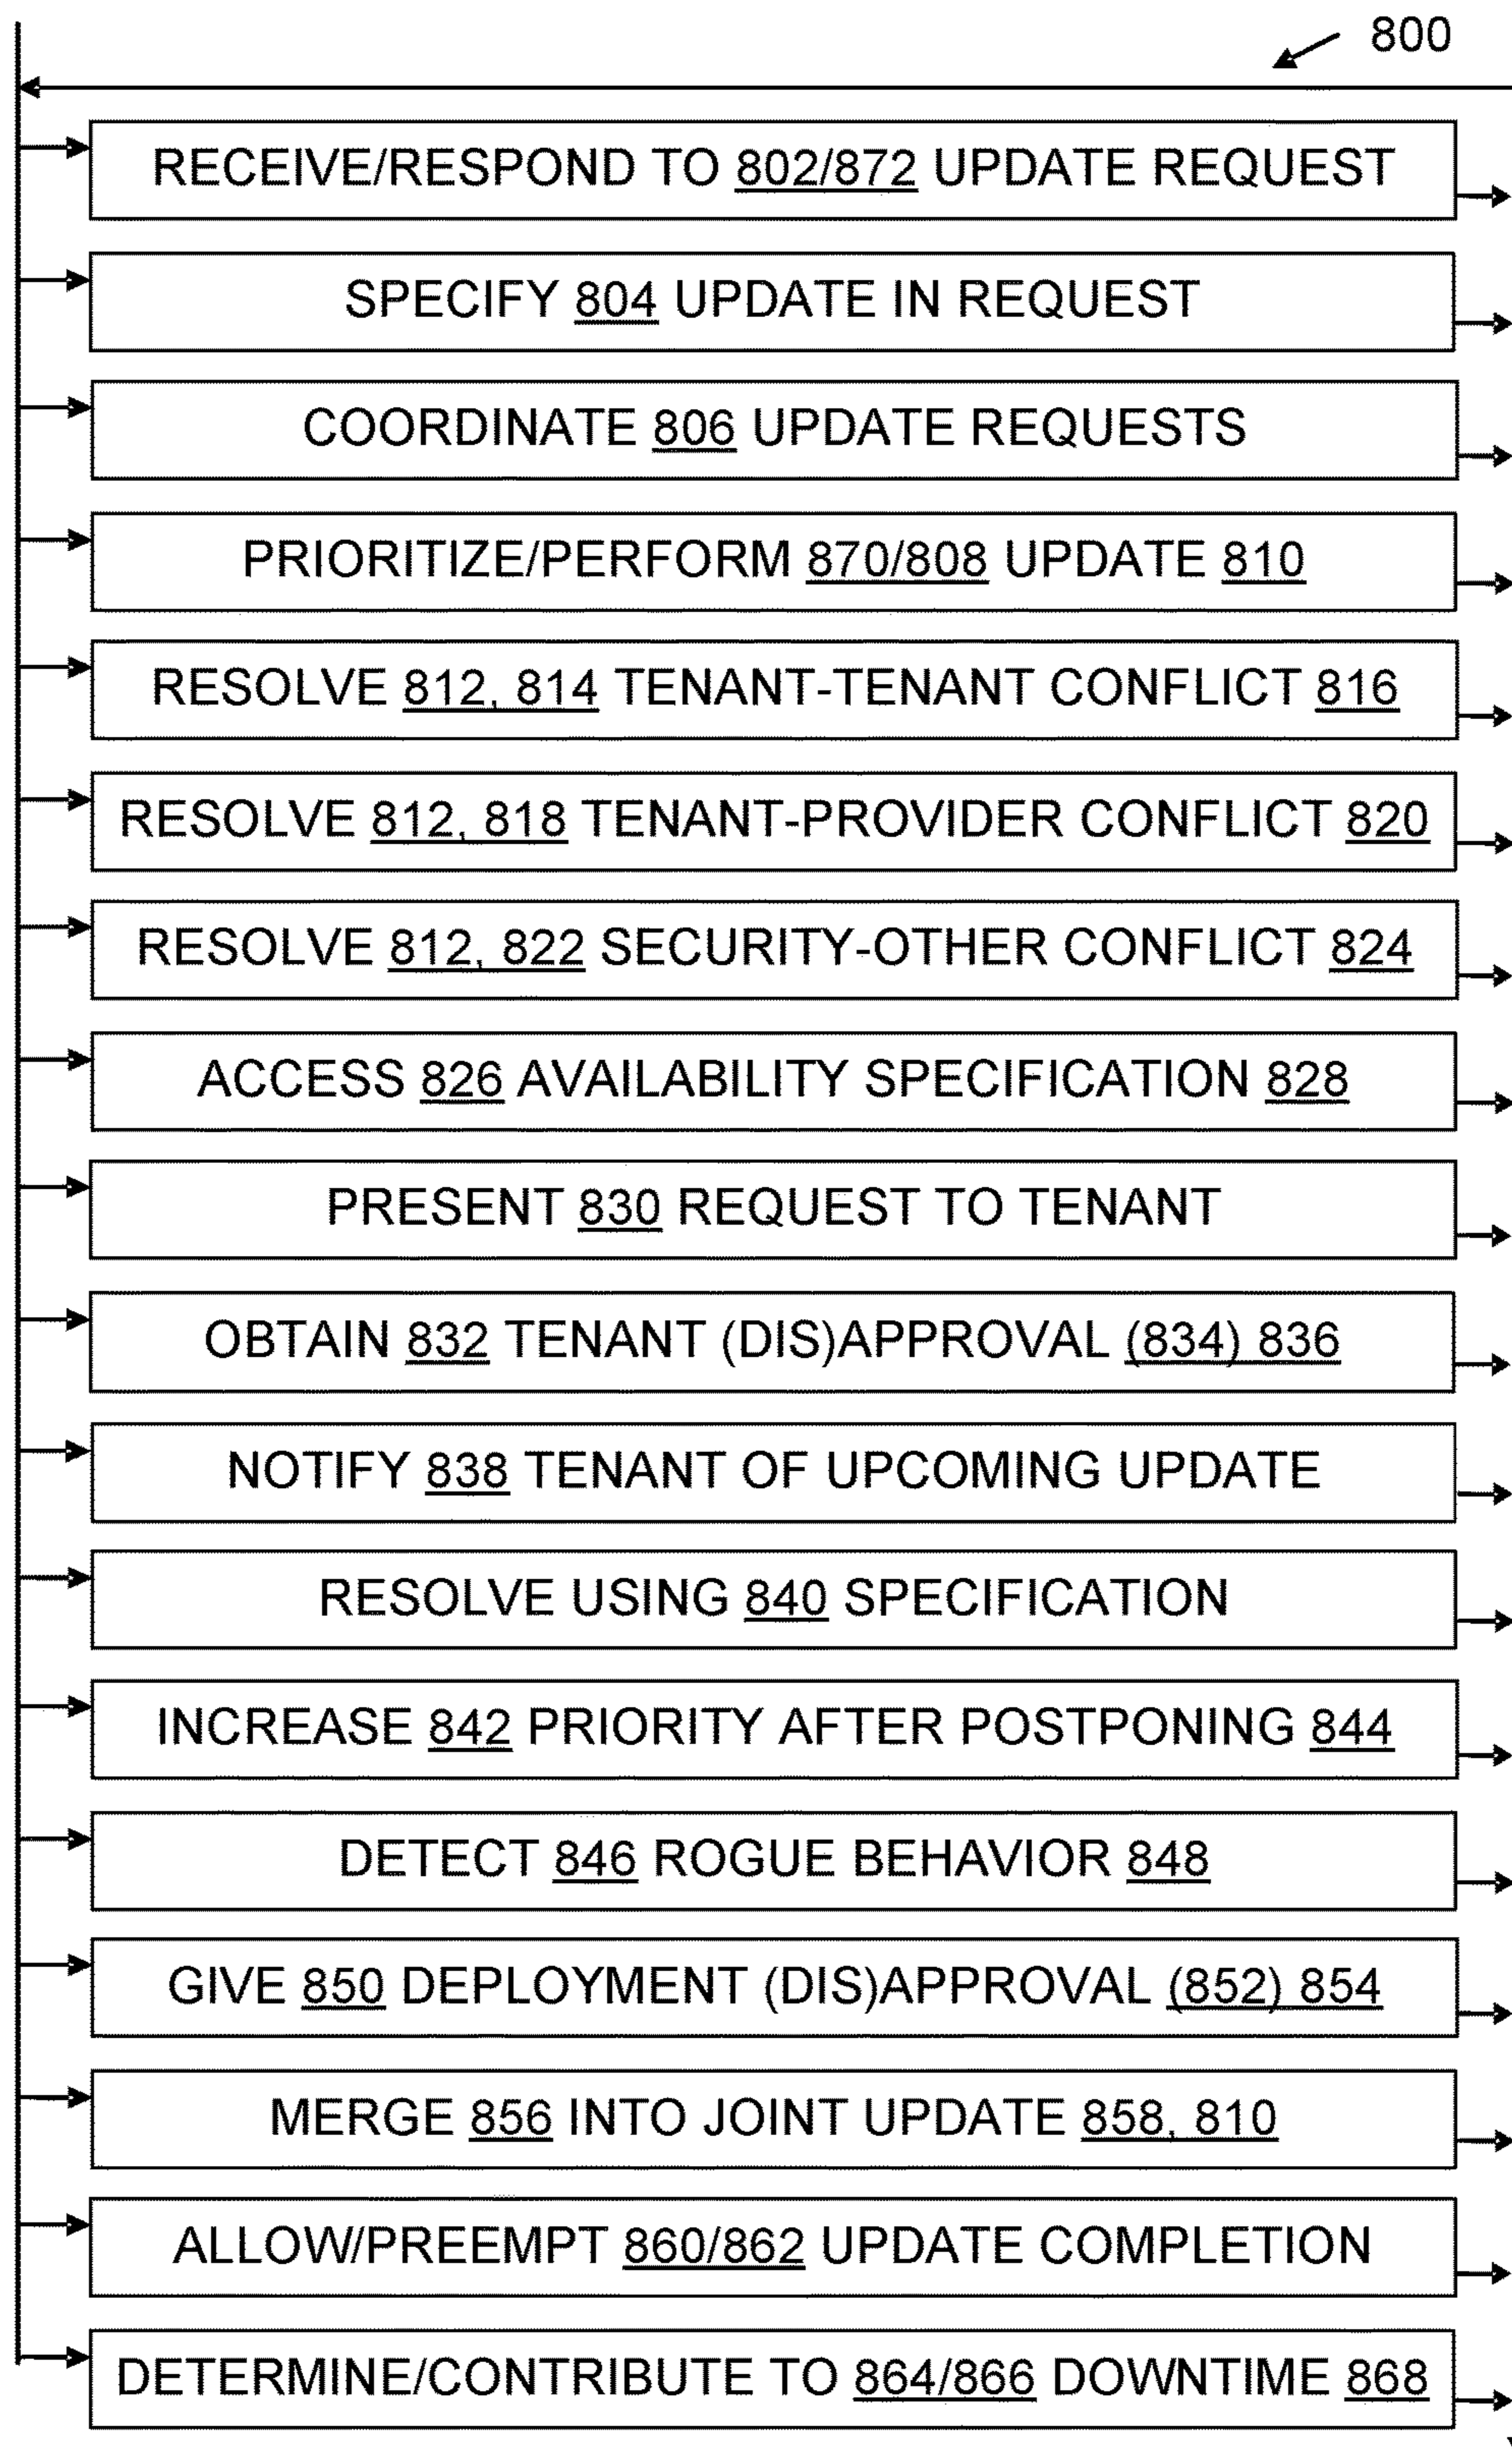 800
RECEIVE/RESPOND TO 802/872 UPDATE REQUEST
SPECIFY 804 UPDATE IN REQUEST
COORDINATE 806 UPDATE REQUESTS
PRIORITIZE/PERFORM 870/808 UPDATE 810
RESOLVE 812, 814 TENANT-TENANT CONFLICT 816
RESOLVE 812, 818 TENANT-PROVIDER CONFLICT 820
RESOLVE 812, 822 SECURITY-OTHER CONFLICT 824
ACCESS 826 AVAILABILITY SPECIFICATION 828
PRESENT 830 REQUEST TO TENANT
OBTAIN 832 TENANT (DIS)APPROVAL (834) 836
NOTIFY 838 TENANT OF UPCOMING UPDATE
RESOLVE USING 840 SPECIFICATION
INCREASE 842 PRIORITY AFTER POSTPONING 844
DETECT 846 ROGUE BEHAVIOR 848
GIVE 850 DEPLOYMENT (DIS)APPROVAL (852) 854
MERGE 856 INTO JOINT UPDATE 858, 810
ALLOW/PREEMPT 860/862 UPDATE COMPLETION
DETERMINE/CONTRIBUTE TO 864/866 DOWNTIME 868